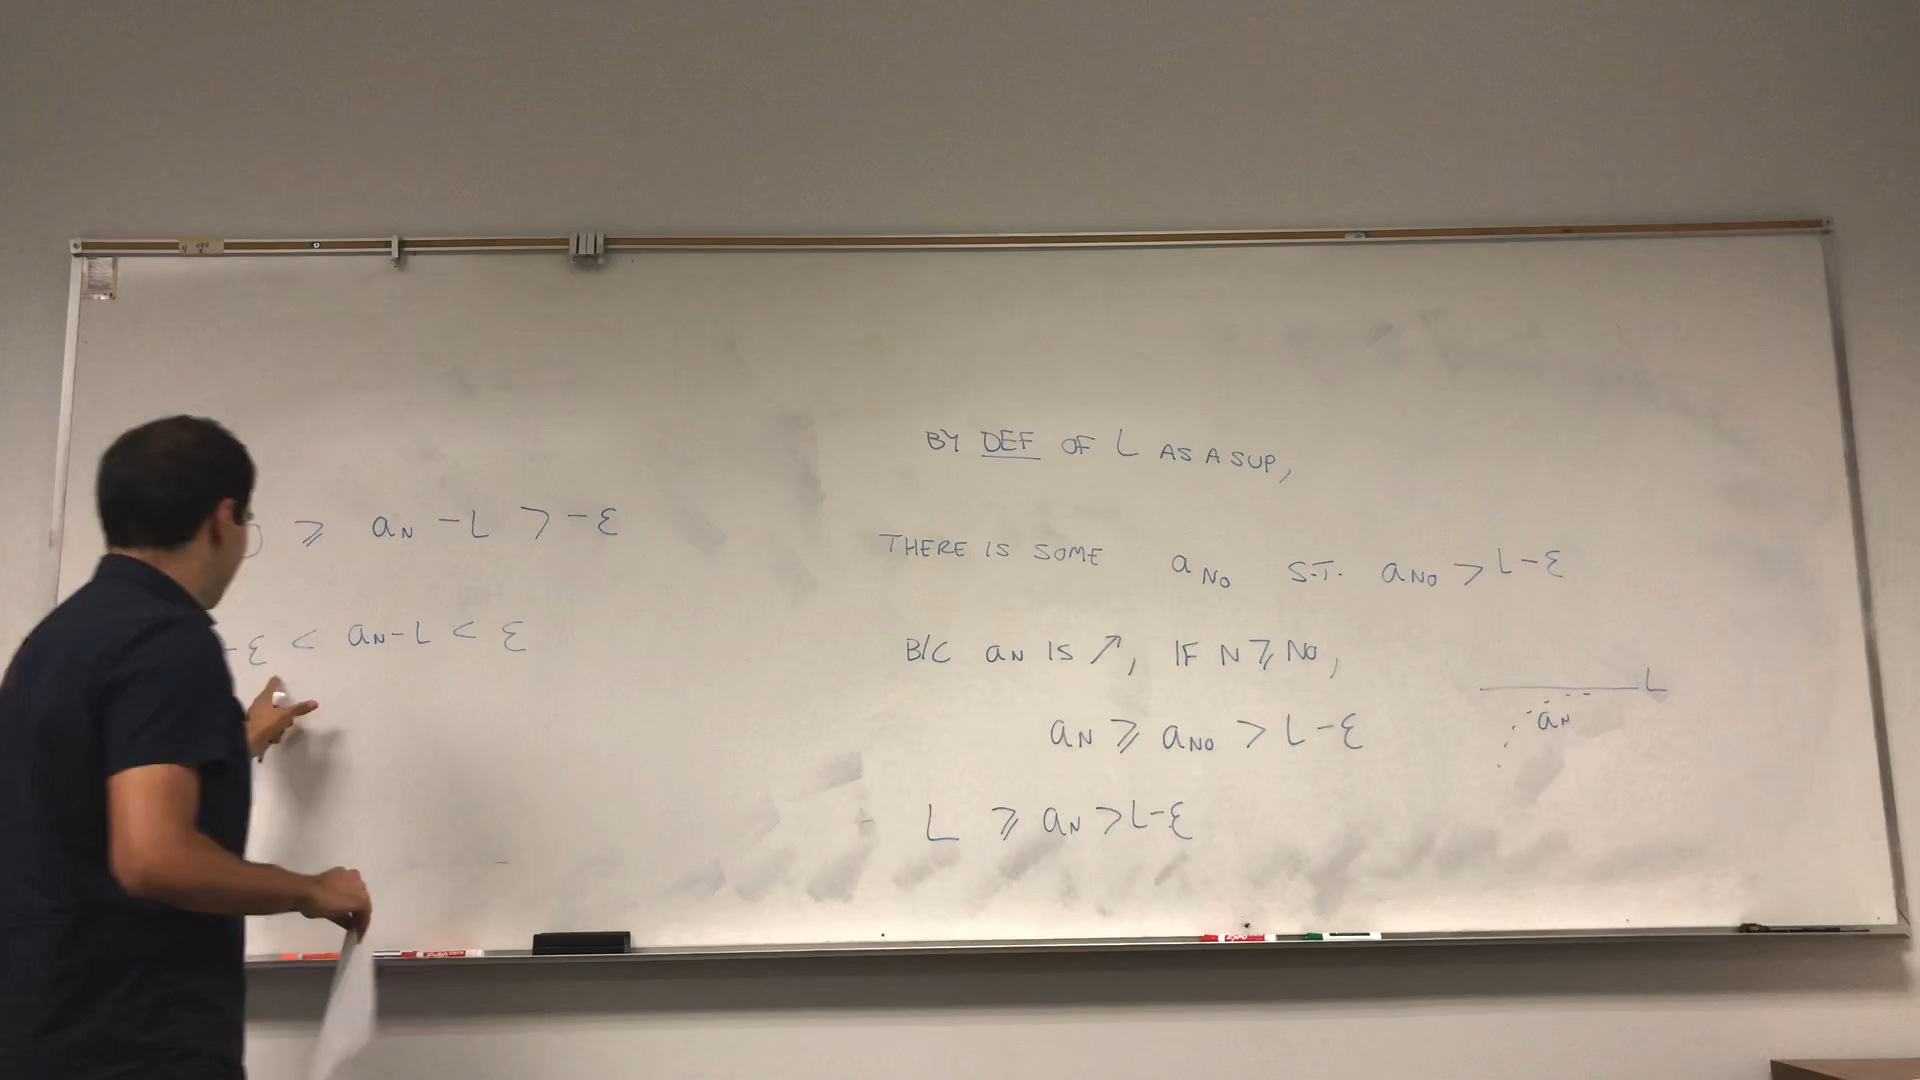 0 ⩾ aN - L > -ε
-ε < aN - L < ε
BY DEF OF L AS A SUP,
THERE IS SOME aN0 S.T. aN0 > L-ε
B/C aN IS ↗, IF N ⩾ N0,
aN ⩾ aN0 > L-ε
L ⩾ aN > L-ε
L
aN